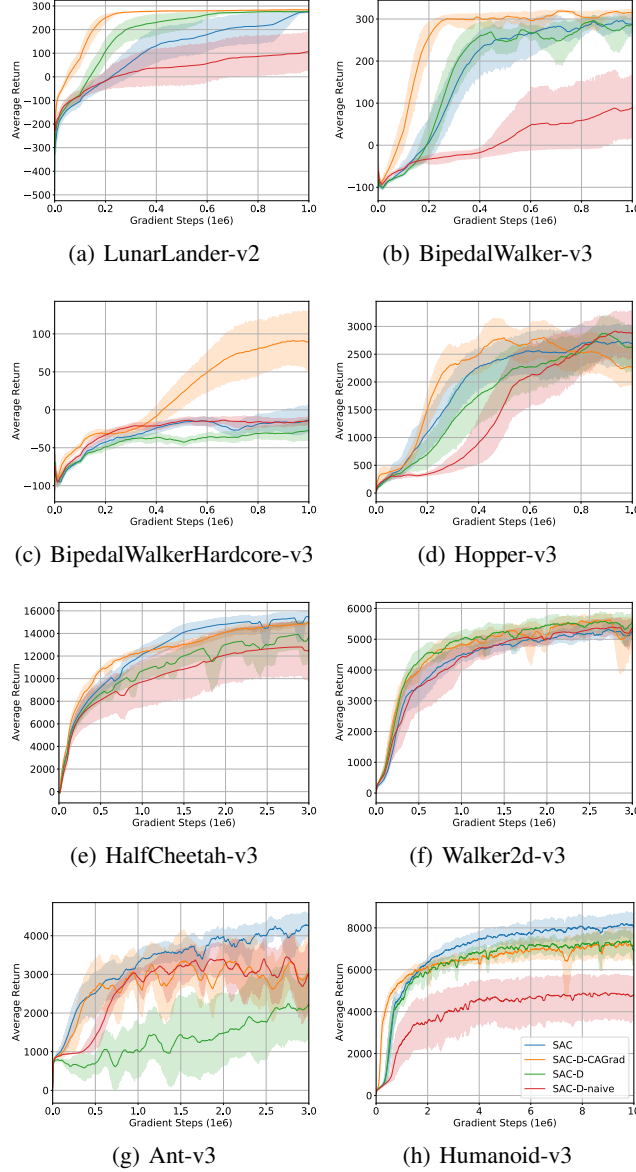 300
200
100
0
−100
−200
−300
−400
−500
Average Return
0.0 0.2 0.4 0.6 0.8 1.0
Gradient Steps (1e6)
(a) LunarLander-v2
300
200
100
0
−100
Average Return
0.0 0.2 0.4 0.6 0.8 1.0
Gradient Steps (1e6)
(b) BipedalWalker-v3
100
50
0
−50
−100
Average Return
0.0 0.2 0.4 0.6 0.8 1.0
Gradient Steps (1e6)
(c) BipedalWalkerHardcore-v3
3000
2500
2000
1500
1000
500
0
Average Return
0.0 0.2 0.4 0.6 0.8 1.0
Gradient Steps (1e6)
(d) Hopper-v3
16000
14000
12000
10000
8000
6000
4000
2000
0
Average Return
0.0 0.5 1.0 1.5 2.0 2.5 3.0
Gradient Steps (1e6)
(e) HalfCheetah-v3
6000
5000
4000
3000
2000
1000
0
Average Return
0.0 0.5 1.0 1.5 2.0 2.5 3.0
Gradient Steps (1e6)
(f) Walker2d-v3
4000
3000
2000
1000
0
Average Return
0.0 0.5 1.0 1.5 2.0 2.5 3.0
Gradient Steps (1e6)
(g) Ant-v3
8000
6000
4000
2000
0
Average Return
SAC
SAC-D-CAGrad
SAC-D
SAC-D-naive
0 2 4 6 8 10
Gradient Steps (1e6)
(h) Humanoid-v3